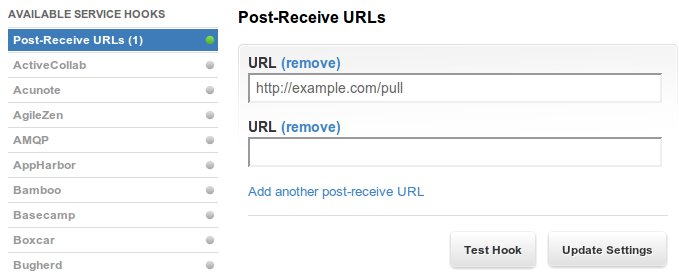 AVAILABLE SERVICE HOOKS
Post-Receive URLs (1)
ActiveCollab
Acunote
AgileZen
AMQP
AppHarbor
Bamboo
Basecamp
Boxcar
Bugherd
Post-Receive URLs
URL (remove)
http://example.com/pull
URL (remove)
Add another post-receive URL
Test Hook
Update Settings